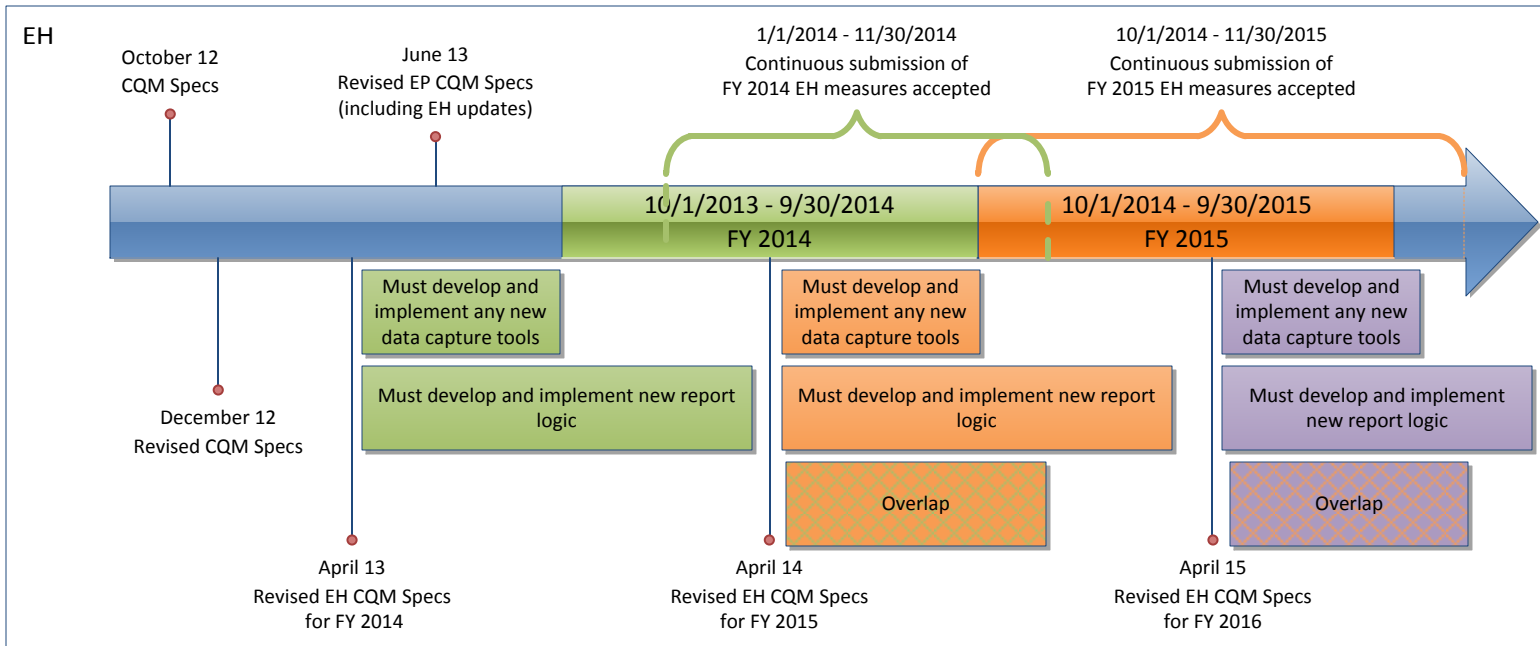 EH
October 12
CQM Specs
June 13
Revised EP CQM Specs
(including EH updates)
1/1/2014 - 11/30/2014
Continuous submission of
FY 2014 EH measures accepted
10/1/2014 - 11/30/2015
Continuous submission of
FY 2015 EH measures accepted
10/1/2013 - 9/30/2014
FY 2014
10/1/2014 - 9/30/2015
FY 2015
Must develop and
implement any new
data capture tools
Must develop and
implement any new
data capture tools
Must develop and
implement any new
data capture tools
Must develop and implement new report
logic
Must develop and implement new report
logic
Must develop and implement
new report logic
December 12
Revised CQM Specs
Overlap
Overlap
April 13
Revised EH CQM Specs
for FY 2014
April 14
Revised EH CQM Specs
for FY 2015
April 15
Revised EH CQM Specs
for FY 2016